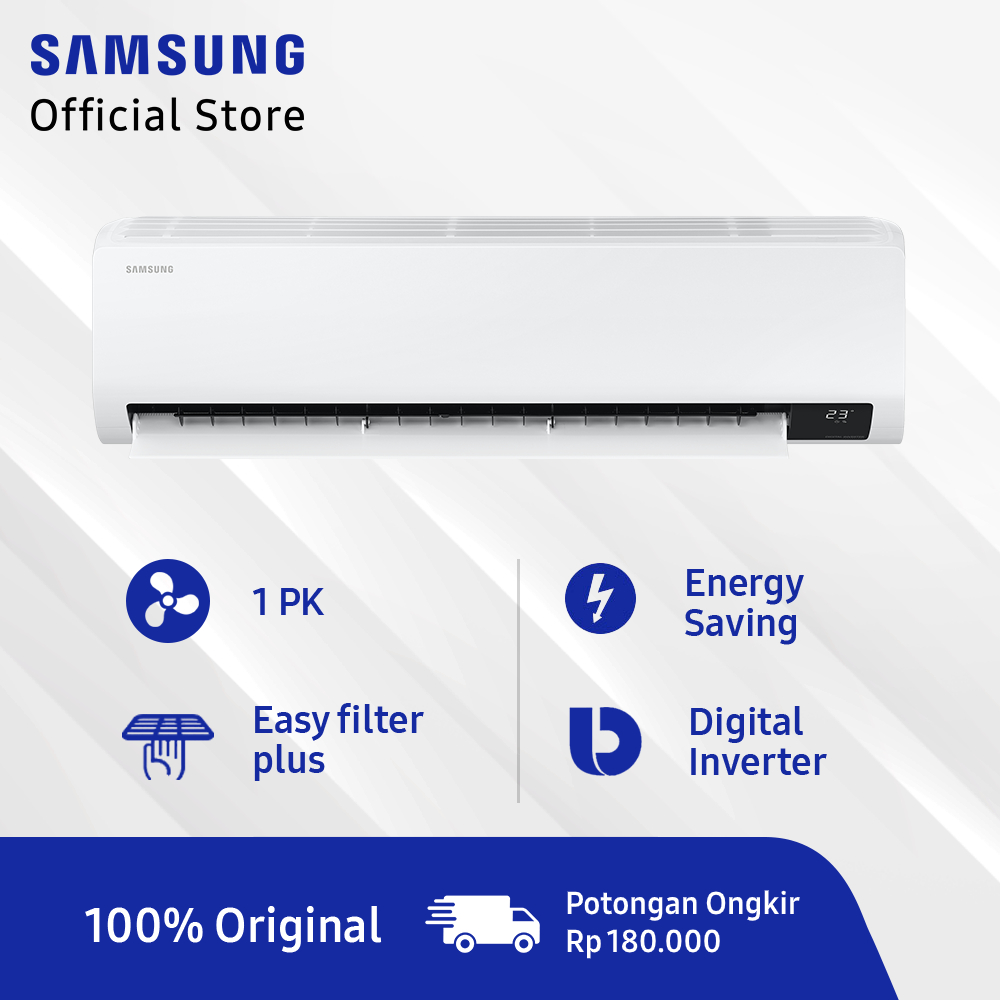 SAMSUNG
Official Store
SAMSUNG
23°
1 PK
Energy
Saving
Easy filter
plus
Digital
Inverter
100% Original
Potongan Ongkir
Rp 180.000